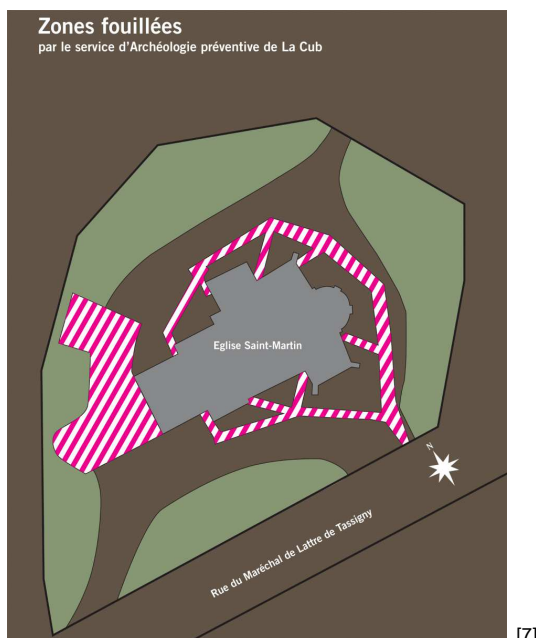 Zones fouillées
par le service d'Archéologie préventive de La Cub
Eglise Saint-Martin
N
Rue du Maréchal de Lattre de Tassigny
[7]